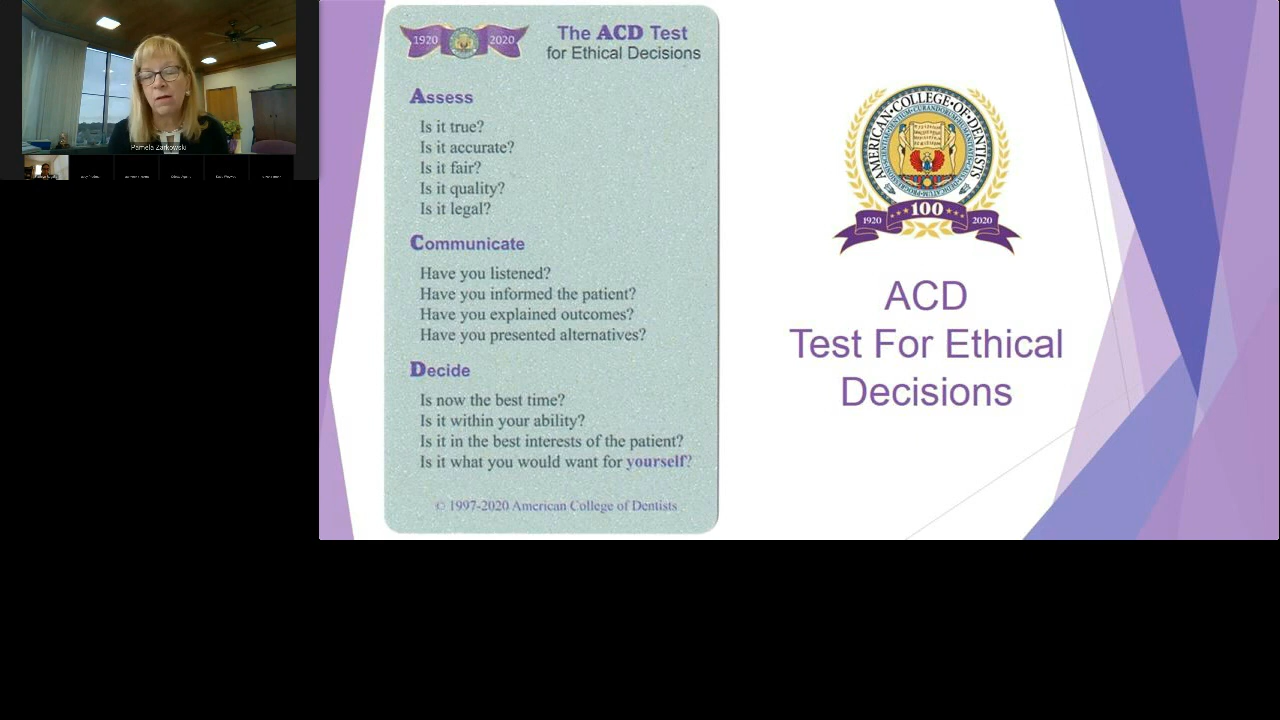 Pamela Zarkowski
1920
2020
The ACD Test
for Ethical Decisions
Assess
Is it true?
Is it accurate?
Is it fair?
Is it quality?
Is it legal?
Communicate
Have you listened?
Have you informed the patient?
Have you explained outcomes?
Have you presented alternatives?
Decide
Is now the best time?
Is it within your ability?
Is it in the best interests of the patient?
Is it what you would want for yourself?
© 1997-2020 American College of Dentists
AMERICAN·COLLEGE·OF·DENTISTS
1920
100
2020
ACD
Test For Ethical
Decisions